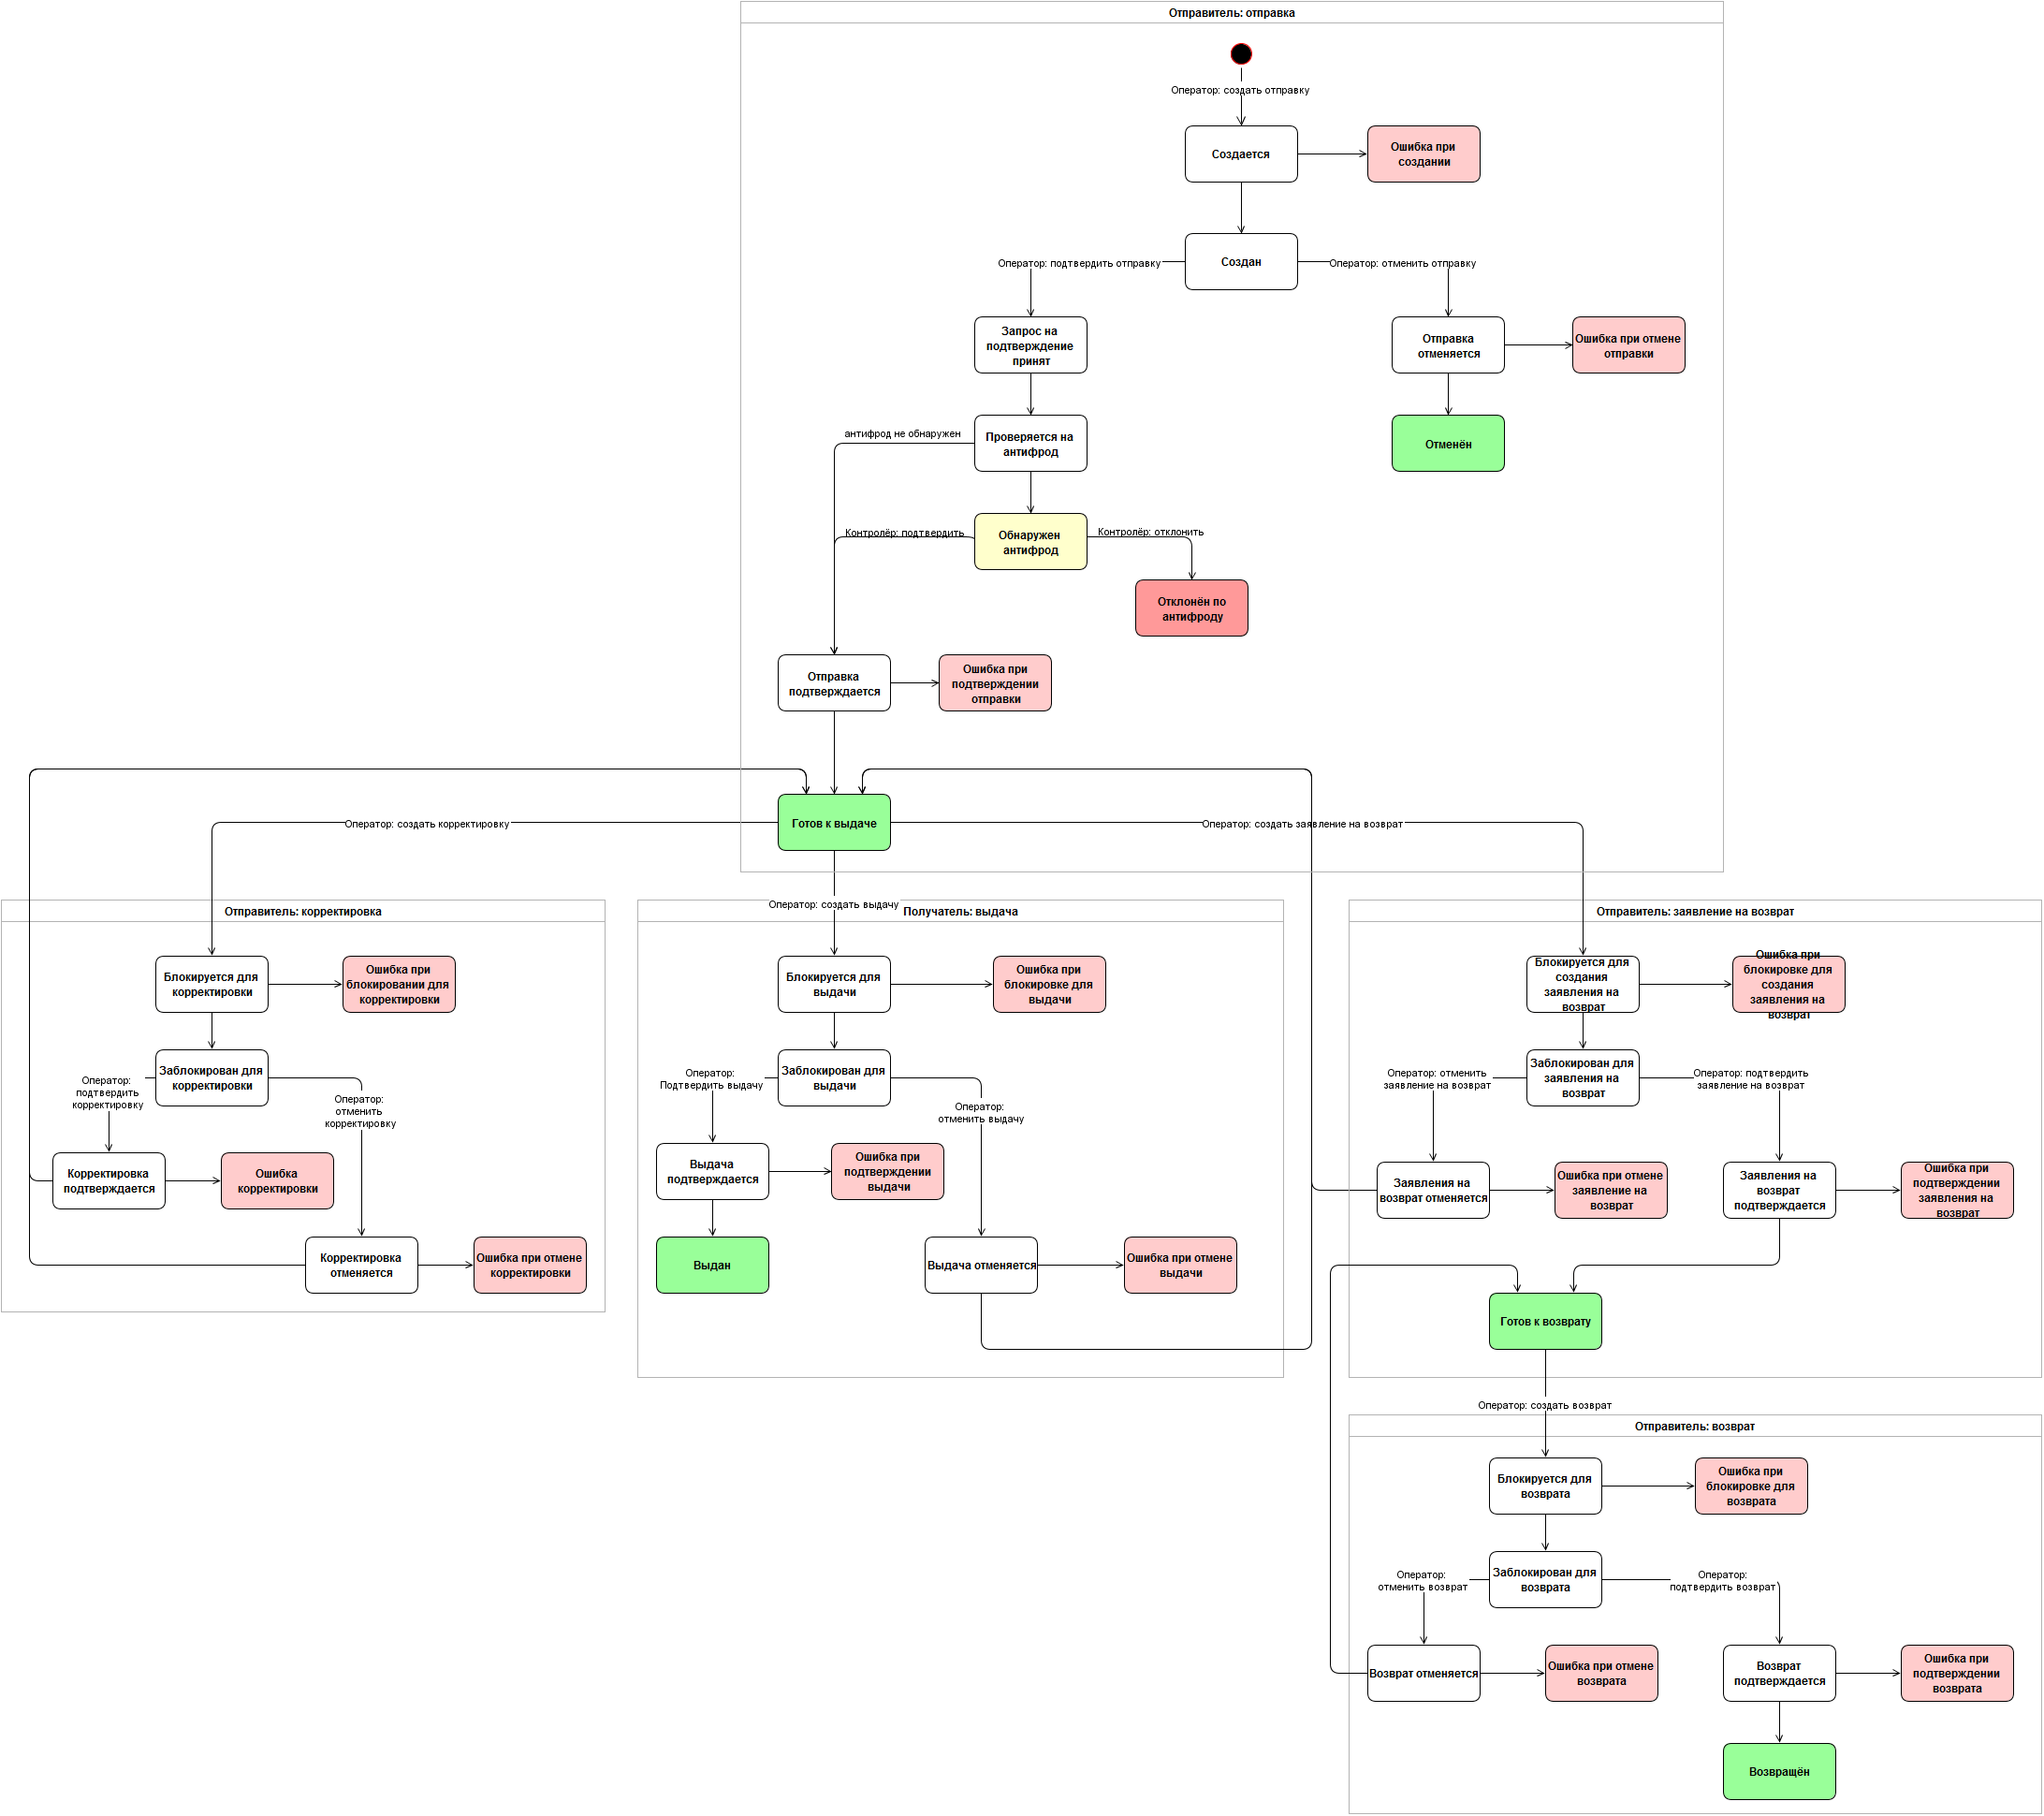 Отправитель: отправка
Оператор: создать отправку
Создается
Ошибка при
создании
Создан
Оператор: подтвердить отправку
Оператор: отменить отправку
Запрос на
подтверждение
принят
Отправка
отменяется
Ошибка при отмене
отправки
Проверяется на
антифрод
антифрод не обнаружен
Отменён
Обнаружен
антифрод
Контролёр: подтвердить
Контролёр: отклонить
Отклонён по
антифроду
Отправка
подтверждается
Ошибка при
подтверждении
отправки
Готов к выдаче
Оператор: создать корректировку
Оператор: создать заявление на возврат
Оператор: создать выдачу
Отправитель: корректировка
Блокируется для
корректировки
Ошибка при
блокировании для
корректировки
Заблокирован для
корректировки
Оператор:
подтвердить
корректировку
Оператор:
отменить
корректировку
Корректировка
подтверждается
Ошибка
корректировки
Корректировка
отменяется
Ошибка при отмене
корректировки
Получатель: выдача
Блокируется для
выдачи
Ошибка при
блокировке для
выдачи
Заблокирован для
выдачи
Оператор:
Подтвердить выдачу
Оператор:
отменить выдачу
Выдача
подтверждается
Ошибка при
подтверждении
выдачи
Выдан
Выдача отменяется
Ошибка при отмене
выдачи
Отправитель: заявление на возврат
Блокируется для
создания
заявления на
возврат
Ошибка при
блокировке для
создания
заявления на
возврат
Заблокирован для
заявления на
возврат
Оператор: отменить
заявление на возврат
Оператор: подтвердить
заявление на возврат
Заявления на
возврат отменяется
Ошибка при отмене
заявление на
возврат
Заявления на
возврат
подтверждается
Ошибка при
подтверждении
заявления на
возврат
Готов к возврату
Оператор: создать возврат
Отправитель: возврат
Блокируется для
возврата
Ошибка при
блокировке для
возврата
Заблокирован для
возврата
Оператор:
отменить возврат
Оператор:
подтвердить возврат
Возврат отменяется
Ошибка при отмене
возврата
Возврат
подтверждается
Ошибка при
подтверждении
возврата
Возвращён